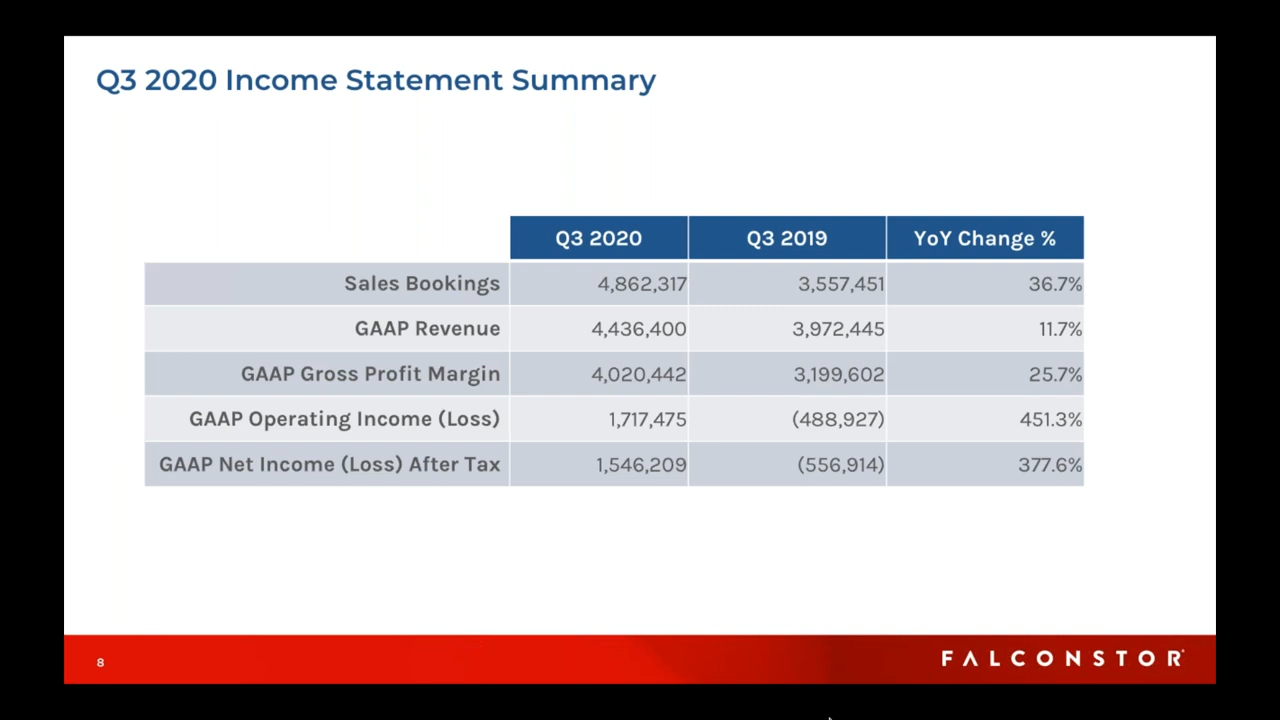 Q3 2020 Income Statement Summary
Q3 2020 Q3 2019 YoY Change %
Sales Bookings 4,862,317 3,557,451 36.7%
GAAP Revenue 4,436,400 3,972,445 11.7%
GAAP Gross Profit Margin 4,020,442 3,199,602 25.7%
GAAP Operating Income (Loss) 1,717,475 (488,927) 451.3%
GAAP Net Income (Loss) After Tax 1,546,209 (556,914) 377.6%
8 FALCONSTOR